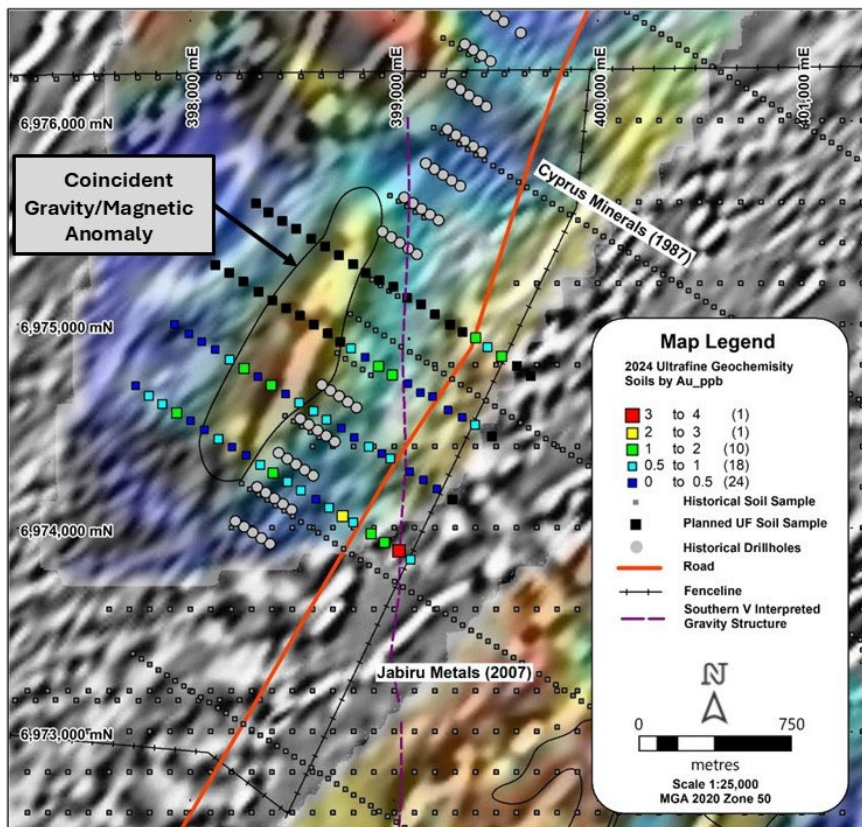 398,000 mE
399,000 mE
400,000 mE
401,000 mE
6,976,000 mN
Coincident
Gravity/Magnetic
Anomaly
Cyprus Minerals (1987)
6,975,000 mN
6,974,000 mN
Jabiru Metals (2007)
6,973,000 mN
Map Legend
2024 Ultrafine Geochemisity
Soils by Au_ppb
3 to 4 (1)
2 to 3 (1)
1 to 2 (10)
0.5 to 1 (18)
0 to 0.5 (24)
Historical Soil Sample
Planned UF Soil Sample
Historical Drillholes
Road
Fenceline
Southern V Interpreted
Gravity Structure
N
0 750
metres
Scale 1:25,000
MGA 2020 Zone 50